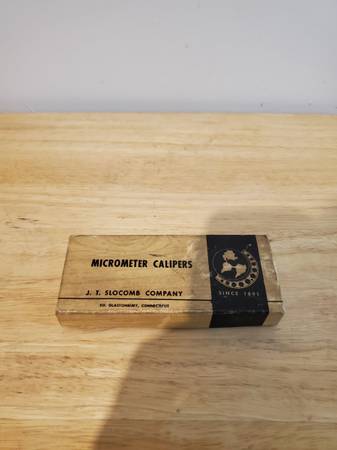 MICROMETER CALIPERS
J. T. SLOCOMB COMPANY
SO. GLASTONBURY, CONNECTICUT
SINCE 1891